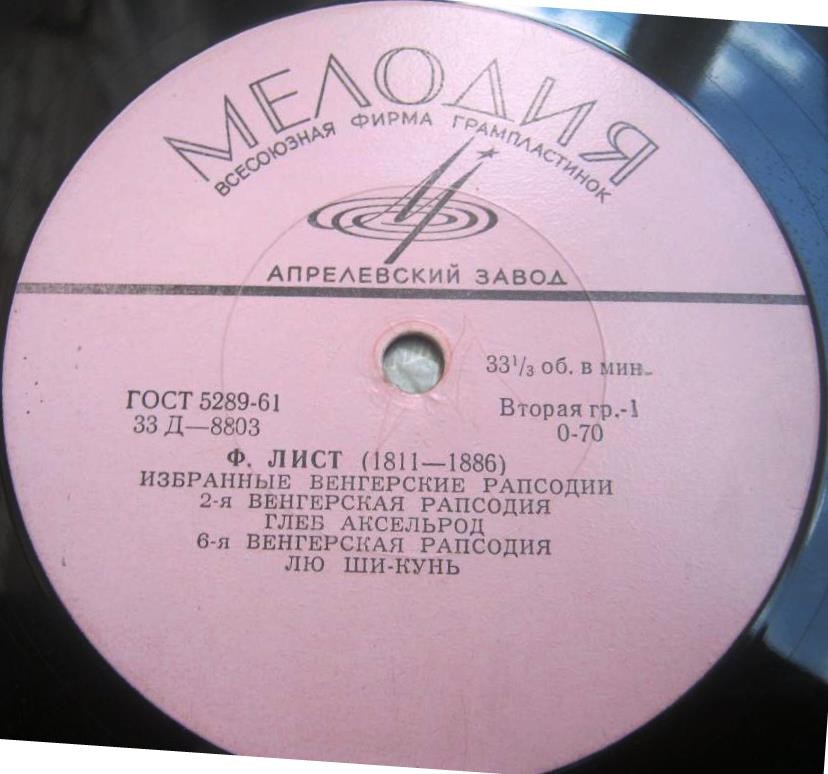 МЕЛОДИЯ
ВСЕСОЮЗНАЯ ФИРМА ГРАМПЛАСТИНОК
АПРЕЛЕВСКИЙ ЗАВОД
33¹/₃ об. в мин.
ГОСТ 5289-61
Вторая гр.-1
33 Д—8803
0-70
Ф. ЛИСТ (1811—1886)
ИЗБРАННЫЕ ВЕНГЕРСКИЕ РАПСОДИИ
2-я ВЕНГЕРСКАЯ РАПСОДИЯ
ГЛЕБ АКСЕЛЬРОД
6-я ВЕНГЕРСКАЯ РАПСОДИЯ
ЛЮ ШИ-КУНЬ